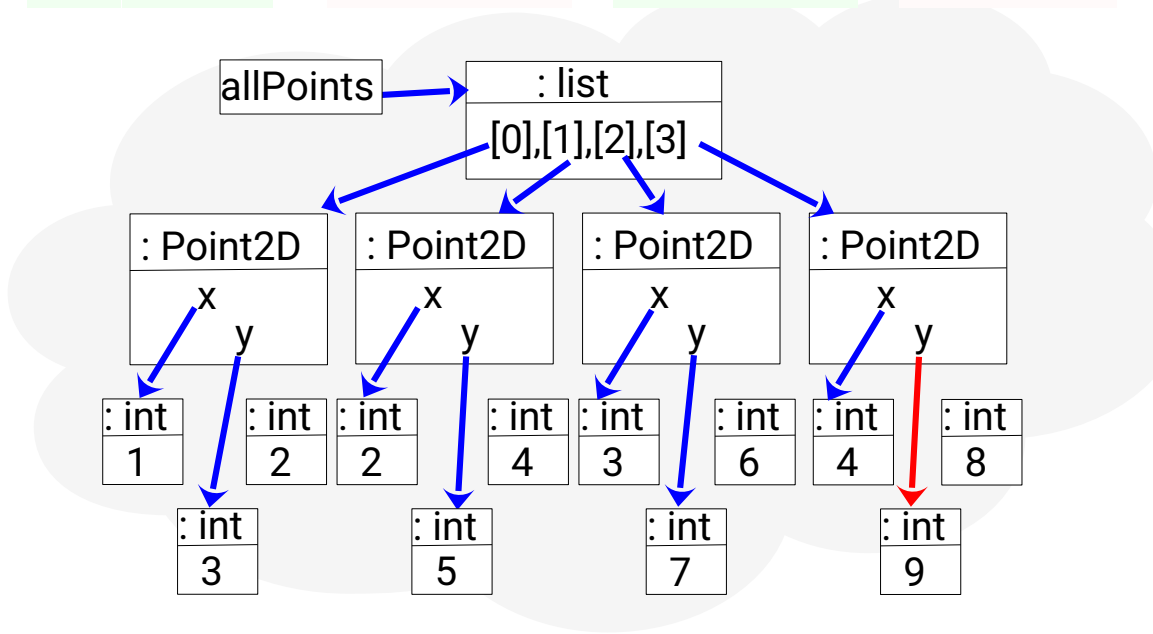 allPoints
: list
[0],[1],[2],[3]
: Point2D
x
y
: Point2D
x
y
: Point2D
x
y
: Point2D
x
y
: int
1
: int
2
: int
2
: int
4
: int
3
: int
6
: int
4
: int
8
: int
3
: int
5
: int
7
: int
9